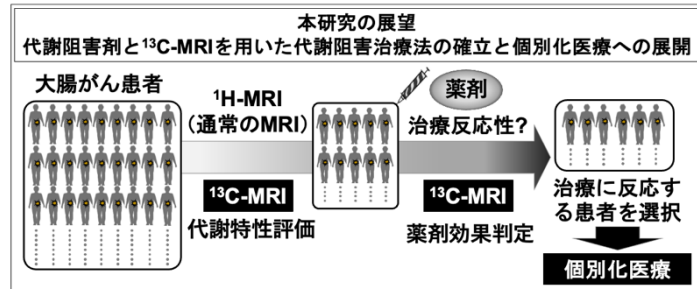 本研究の展望
代謝阻害剤と¹³C-MRIを用いた代謝阻害治療法の確立と個別化医療への展開
大腸がん患者
¹H-MRI
(通常のMRI)
¹³C-MRI
代謝特性評価
薬剤
治療反応性?
¹³C-MRI
薬剤効果判定
治療に反応
する患者を選択
個別化医療